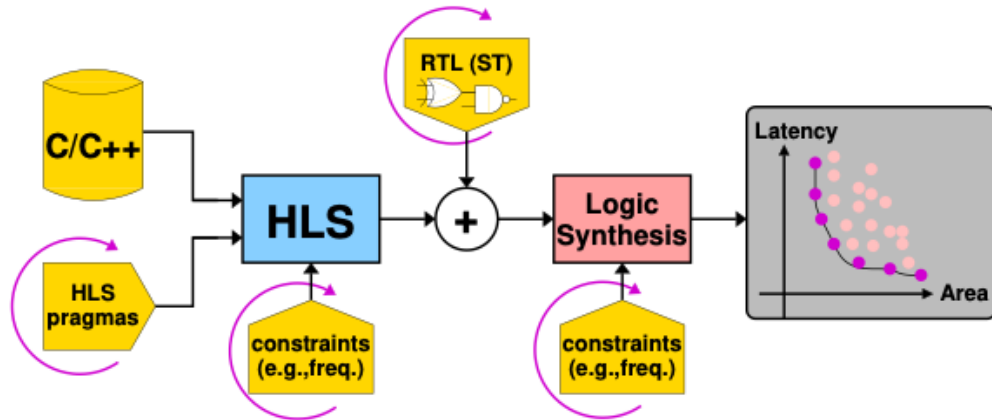 RTL (ST)
C/C++
HLS
pragmas
HLS
constraints
(e.g.,freq.)
+
Logic
Synthesis
constraints
(e.g.,freq.)
Latency
Area